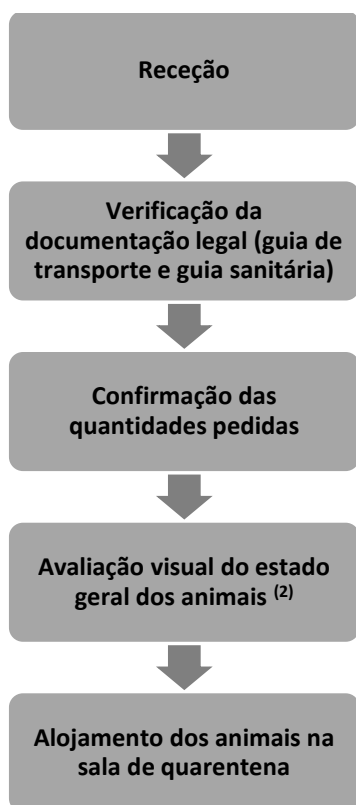 Receção
Verificação da
documentação legal (guia de
transporte e guia sanitária)
Confirmação das
quantidades pedidas
Avaliação visual do estado
geral dos animais (2)
Alojamento dos animais na
sala de quarentena